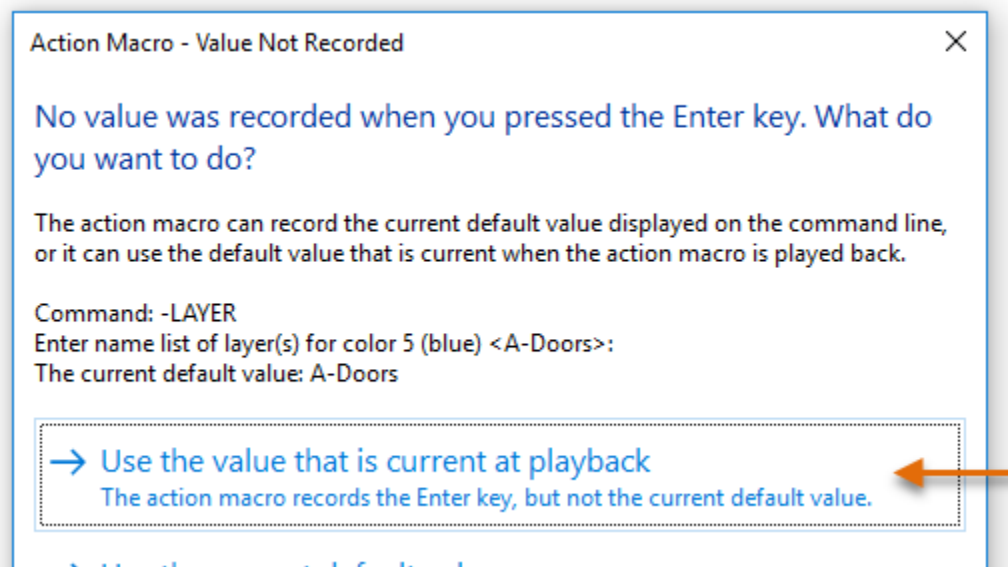 Action Macro - Value Not Recorded
No value was recorded when you pressed the Enter key. What do
you want to do?
The action macro can record the current default value displayed on the command line,
or it can use the default value that is current when the action macro is played back.
Command: -LAYER
Enter name list of layer(s) for color 5 (blue) <A-Doors>:
The current default value: A-Doors
Use the value that is current at playback
The action macro records the Enter key, but not the current default value.